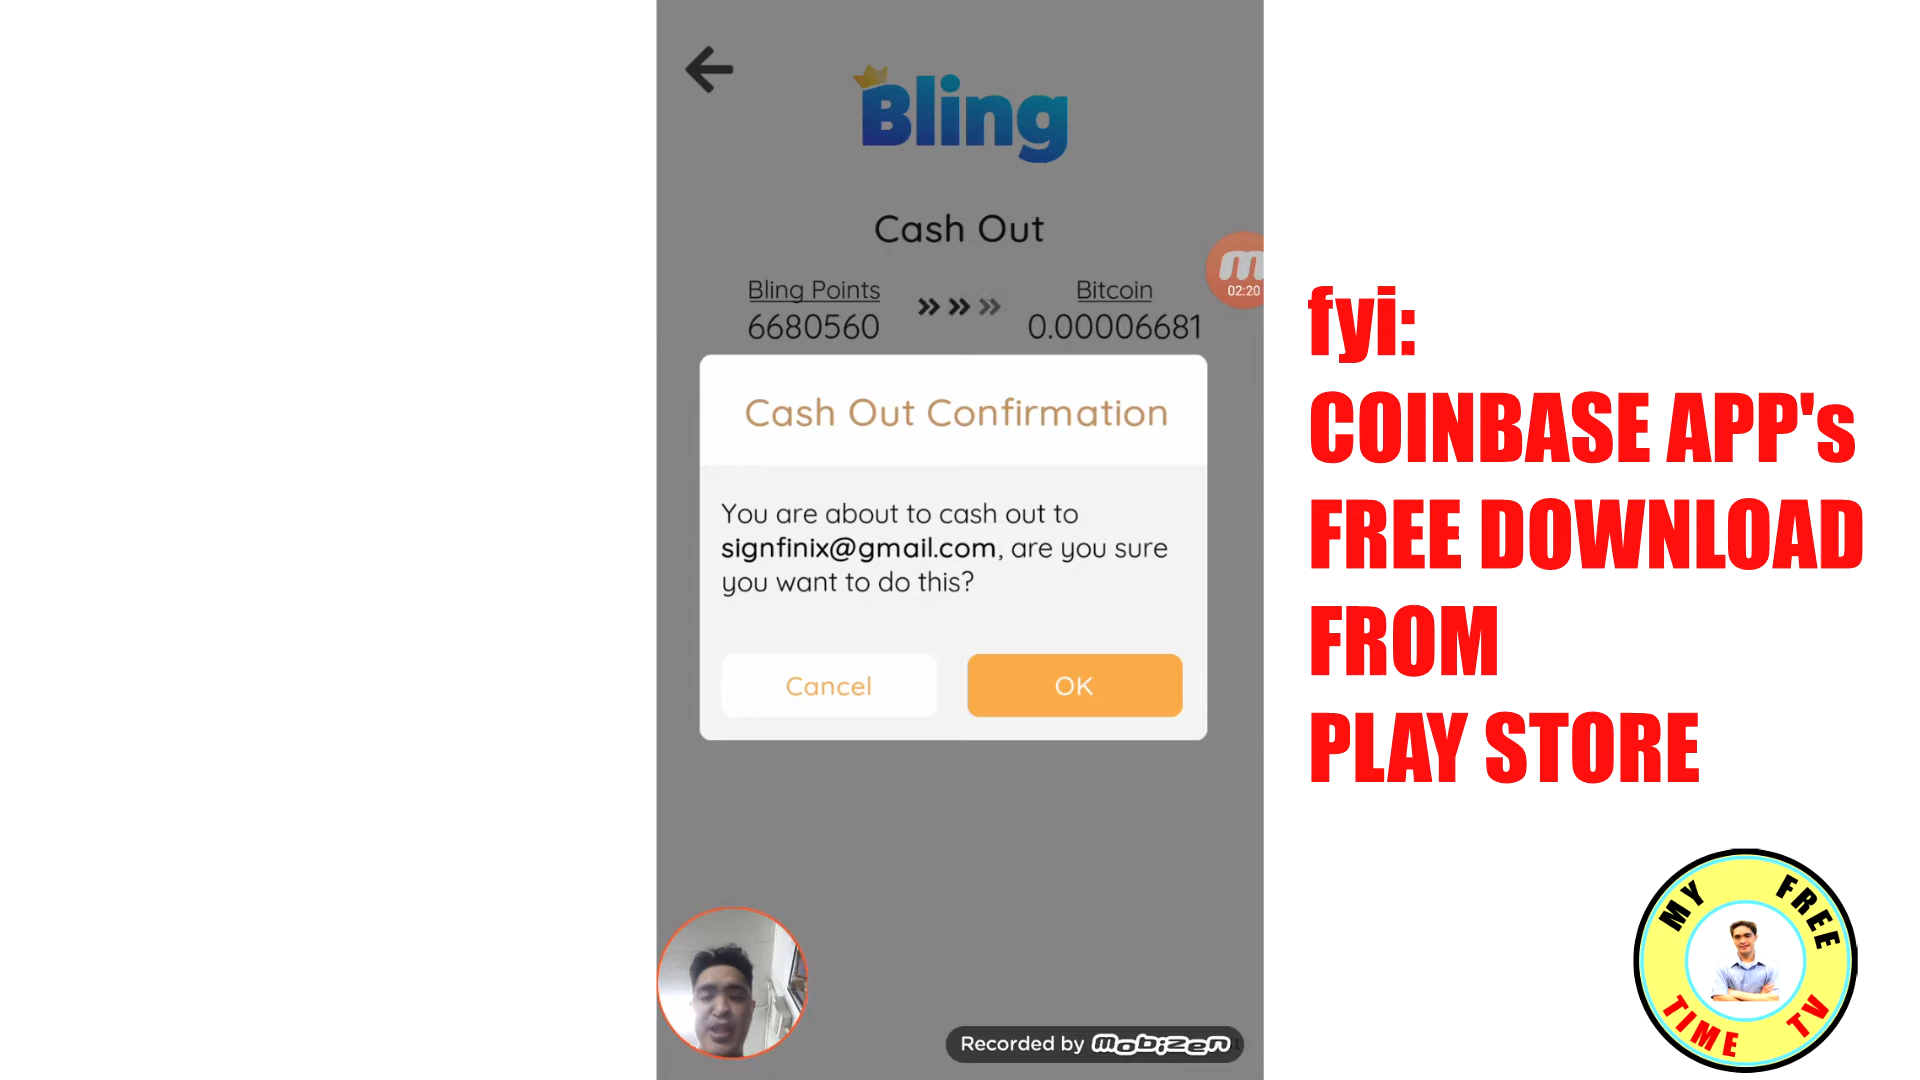 Bling
Cash Out
Bling Points
Bitcoin
6680560
0.00006681
02:20
Cash Out Confirmation
You are about to cash out to
signfinix@gmail.com, are you sure
you want to do this?
Cancel
OK
Recorded by mobizen
fyi:
COINBASE APP's
FREE DOWNLOAD
FROM
PLAY STORE
MY FREE
TIME TV